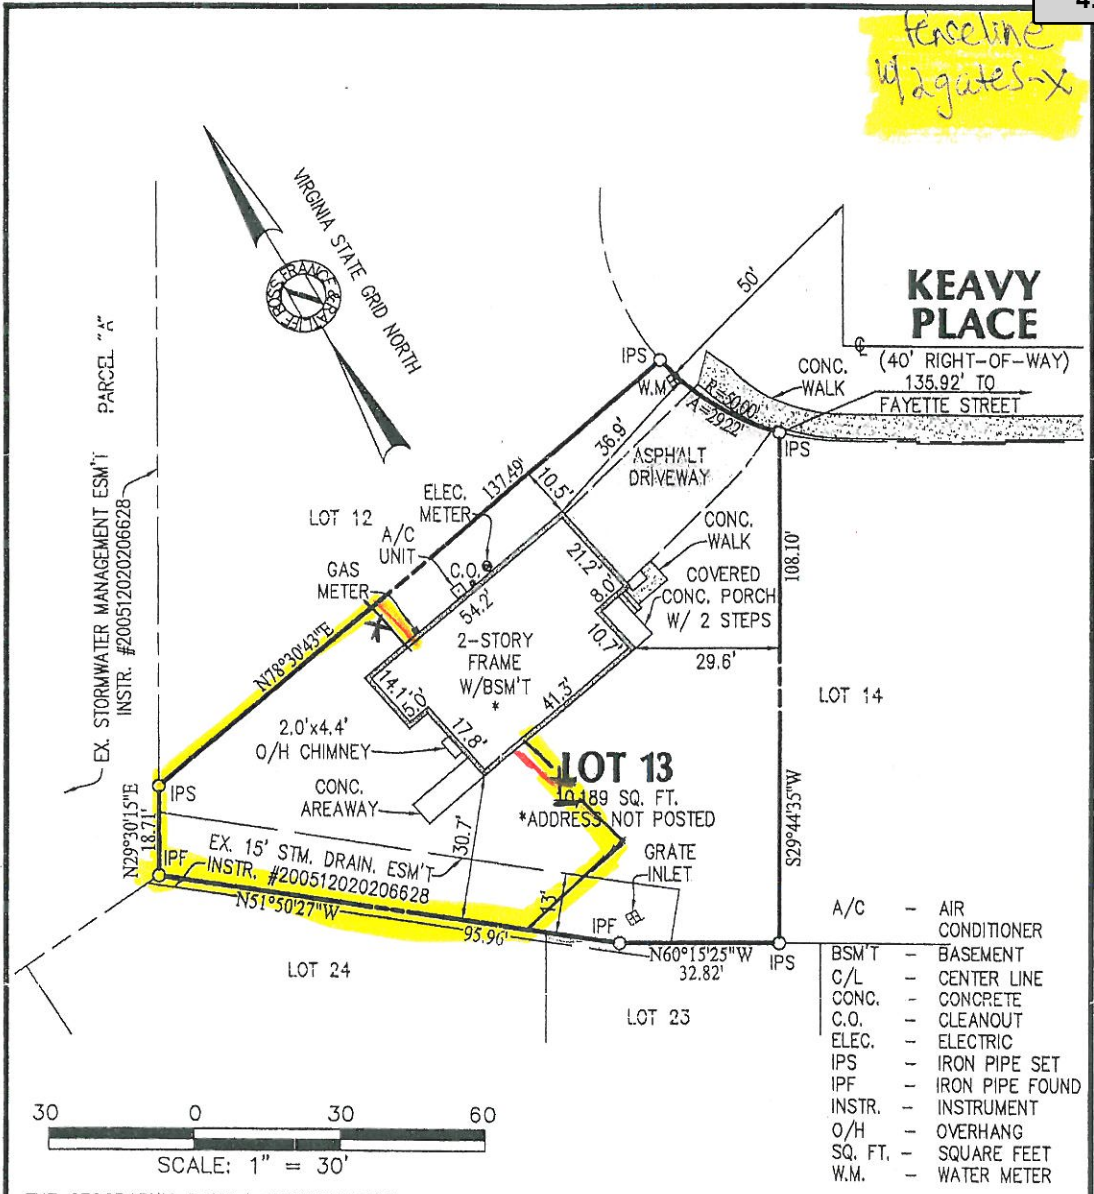 fenceline
w/2gates-X
VIRGINIA STATE GRID NORTH
ROSS, FRANCE & RATLIFF
PARCEL "A"
EX. STORMWATER MANAGEMENT ESM'T
INSTR. #200512020206628
KEAVY
PLACE
(40' RIGHT-OF-WAY)
135.92' TO
FAYETTE STREET
50'
CONC.
WALK
IPS
W.M.
R=50.00'
A=29.22'
IPS
ASPHALT
DRIVEWAY
36.9'
10.5'
137.49'
ELEC.
METER
LOT 12
A/C
UNIT
C.O.
GAS
METER
54.2'
21.2'
8.0'
CONC.
WALK
COVERED
CONC. PORCH
W/ 2 STEPS
108.10'
2-STORY
FRAME
W/BSM'T
*
10.7'
29.6'
LOT 14
N78°30'43"E
14.1'
5.0'
17.8'
41.3'
2.0'x4.4'
O/H CHIMNEY
CONC.
AREAWAY
LOT 13
10,189 SQ. FT.
*ADDRESS NOT POSTED
S29°44'35"W
IPS
N29°30'15"E
18.71'
IPF
EX. 15' STM. DRAIN. ESM'T
INSTR. #200512020206628
30.7'
GRATE
INLET
13'
N51°50'27"W
95.96'
IPF
N60°15'25"W
32.82'
IPS
LOT 24
LOT 23
A/C – AIR
CONDITIONER
BSM'T – BASEMENT
C/L – CENTER LINE
CONC. – CONCRETE
C.O. – CLEANOUT
ELEC. – ELECTRIC
IPS – IRON PIPE SET
IPF – IRON PIPE FOUND
INSTR. – INSTRUMENT
O/H – OVERHANG
SQ. FT. – SQUARE FEET
W.M. – WATER METER
30 0 30 60
SCALE: 1" = 30'